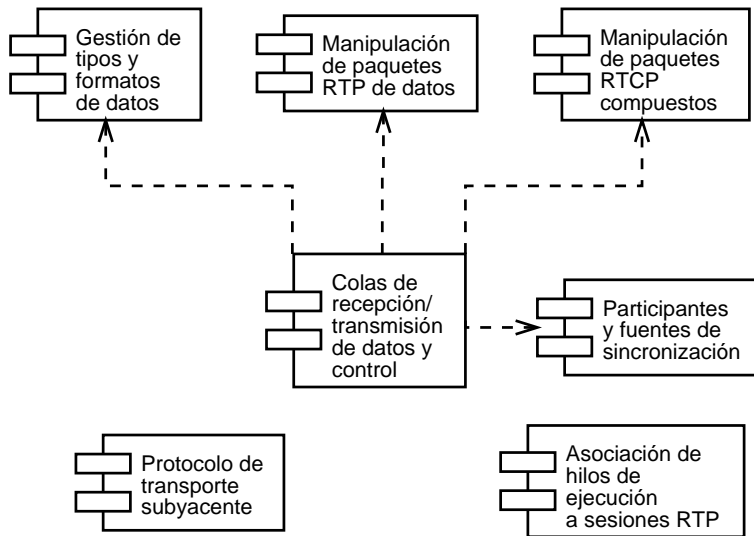 Gestión de
tipos y
formatos
de datos
Manipulación
de paquetes
RTP de datos
Manipulación
de paquetes
RTCP
compuestos
Colas de
recepción/
transmisión
de datos y
control
Participantes
y fuentes de
sincronización
Protocolo de
transporte
subyacente
Asociación de
hilos de
ejecución
a sesiones RTP